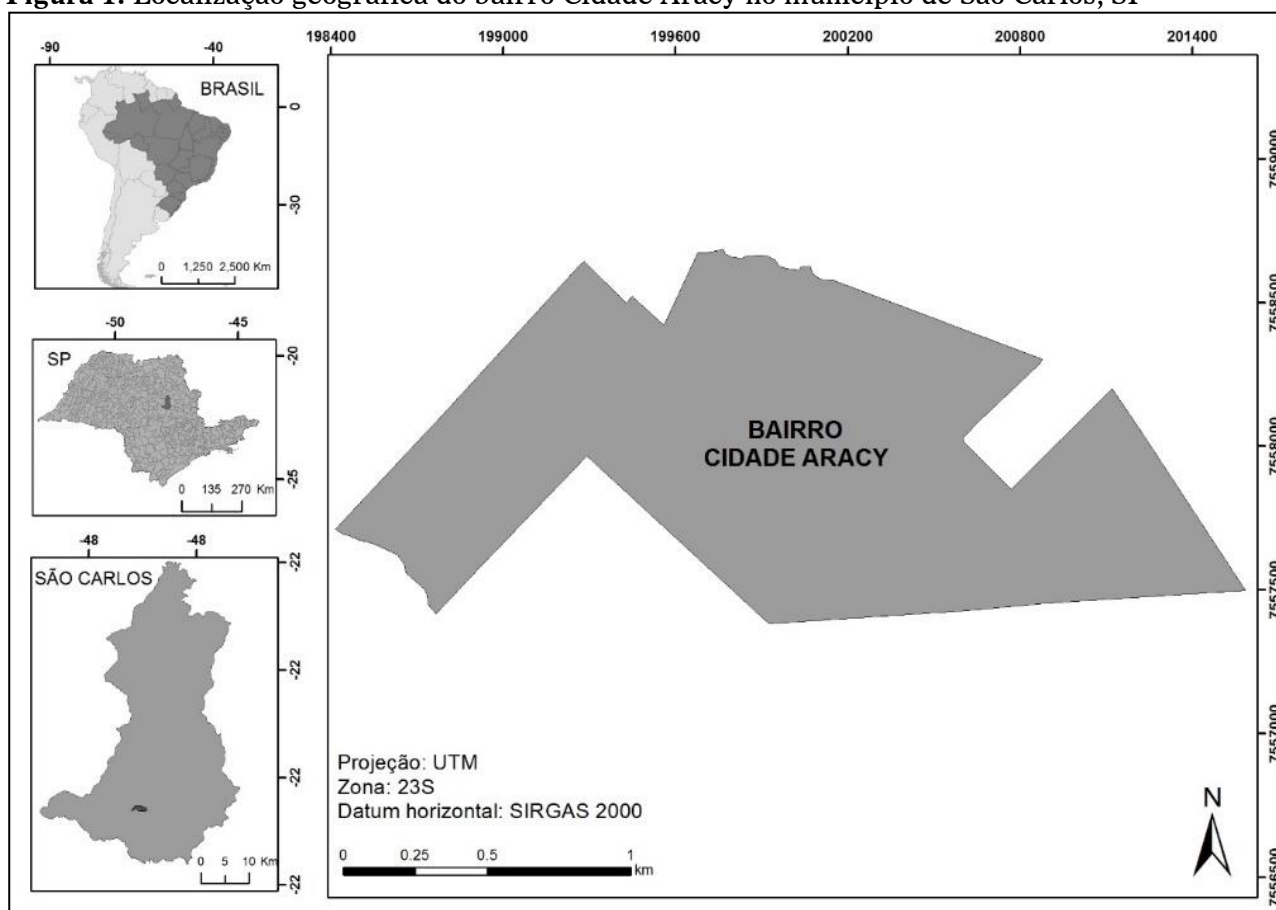 Figura 1. Localização geográfica do bairro Cidade Aracy no município de São Carlos, SP
-90 -40
BRASIL
0
-30
0 1,250 2,500 Km
-50 -45
SP
-20
-25
0 135 270 Km
-48 -48
SÃO CARLOS
-22
-22
-22
-22
0 5 10 Km
198400 199000 199600 200200 200800 201400
7559000
7558500
7558000
7557500
7557000
7556500
BAIRRO
CIDADE ARACY
Projeção: UTM
Zona: 23S
Datum horizontal: SIRGAS 2000
0 0.25 0.5 1
km
N